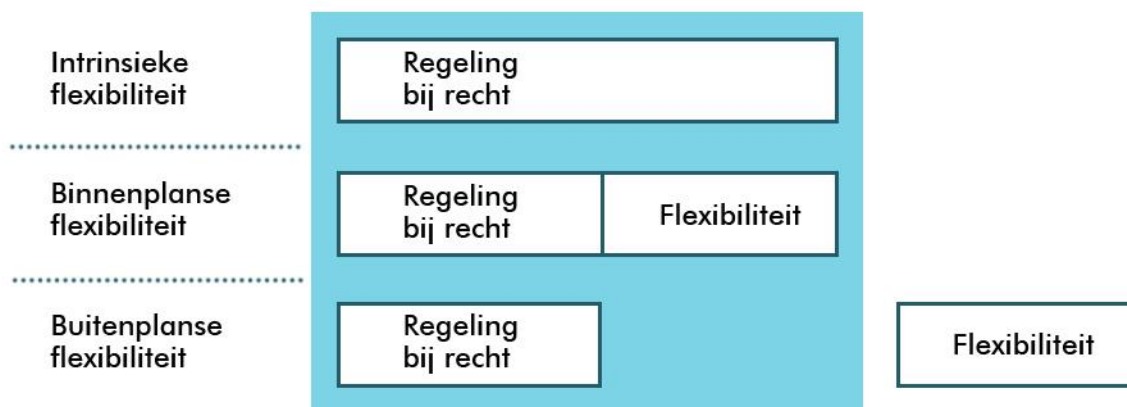 Intrinsieke
flexibiliteit
Regeling
bij recht
Binnenplanse
flexibiliteit
Regeling
bij recht
Flexibiliteit
Buitenplanse
flexibiliteit
Regeling
bij recht
Flexibiliteit